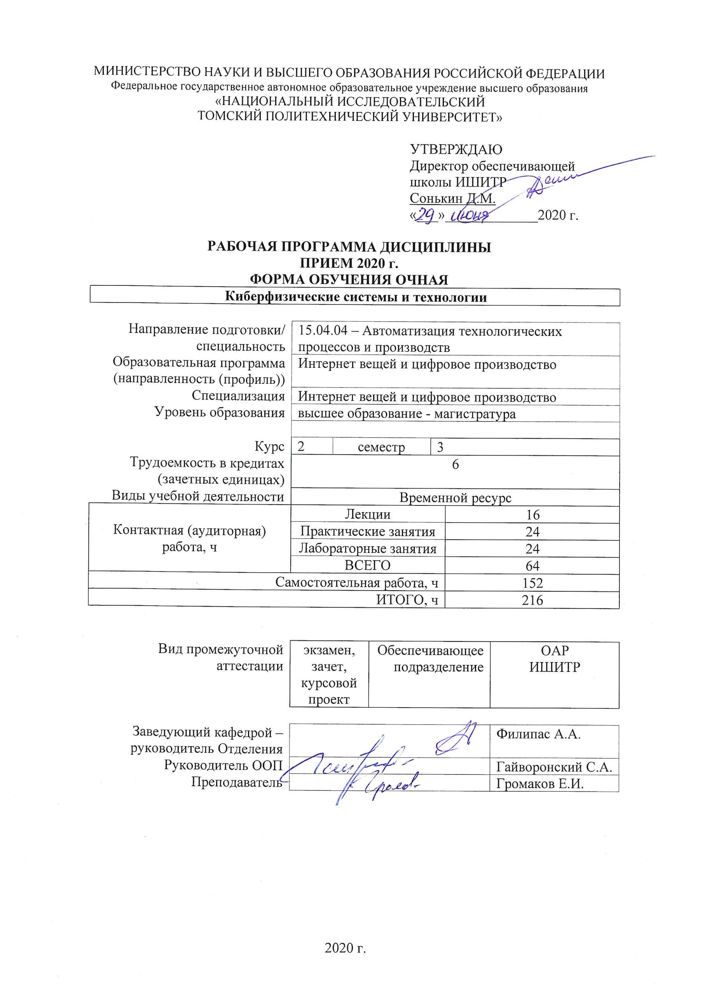 МИНИСТЕРСТВО НАУКИ И ВЫСШЕГО ОБРАЗОВАНИЯ РОССИЙСКОЙ ФЕДЕРАЦИИ
Федеральное государственное автономное образовательное учреждение высшего образования
«НАЦИОНАЛЬНЫЙ ИССЛЕДОВАТЕЛЬСКИЙ
ТОМСКИЙ ПОЛИТЕХНИЧЕСКИЙ УНИВЕРСИТЕТ»
УТВЕРЖДАЮ
Директор обеспечивающей
школы ИШИТР
Сонькин Д.М.
«29» июня 2020 г.
РАБОЧАЯ ПРОГРАММА ДИСЦИПЛИНЫ
ПРИЕМ 2020 г.
ФОРМА ОБУЧЕНИЯ ОЧНАЯ
Киберфизические системы и технологии
Направление подготовки/ 15.04.04 – Автоматизация технологических
специальность процессов и производств
Образовательная программа Интернет вещей и цифровое производство
(направленность (профиль))
Специализация Интернет вещей и цифровое производство
Уровень образования высшее образование - магистратура
Курс 2 семестр 3
Трудоемкость в кредитах 6
(зачетных единицах)
Виды учебной деятельности Временной ресурс
Лекции 16
Контактная (аудиторная) Практические занятия 24
работа, ч Лабораторные занятия 24
ВСЕГО 64
Самостоятельная работа, ч 152
ИТОГО, ч 216
Вид промежуточной экзамен, Обеспечивающее ОАР
аттестации зачет, подразделение ИШИТР
курсовой
проект
Заведующий кафедрой – Филипас А.А.
руководитель Отделения
Руководитель ООП Гайворонский С.А.
Преподаватель Громаков Е.И.
2020 г.